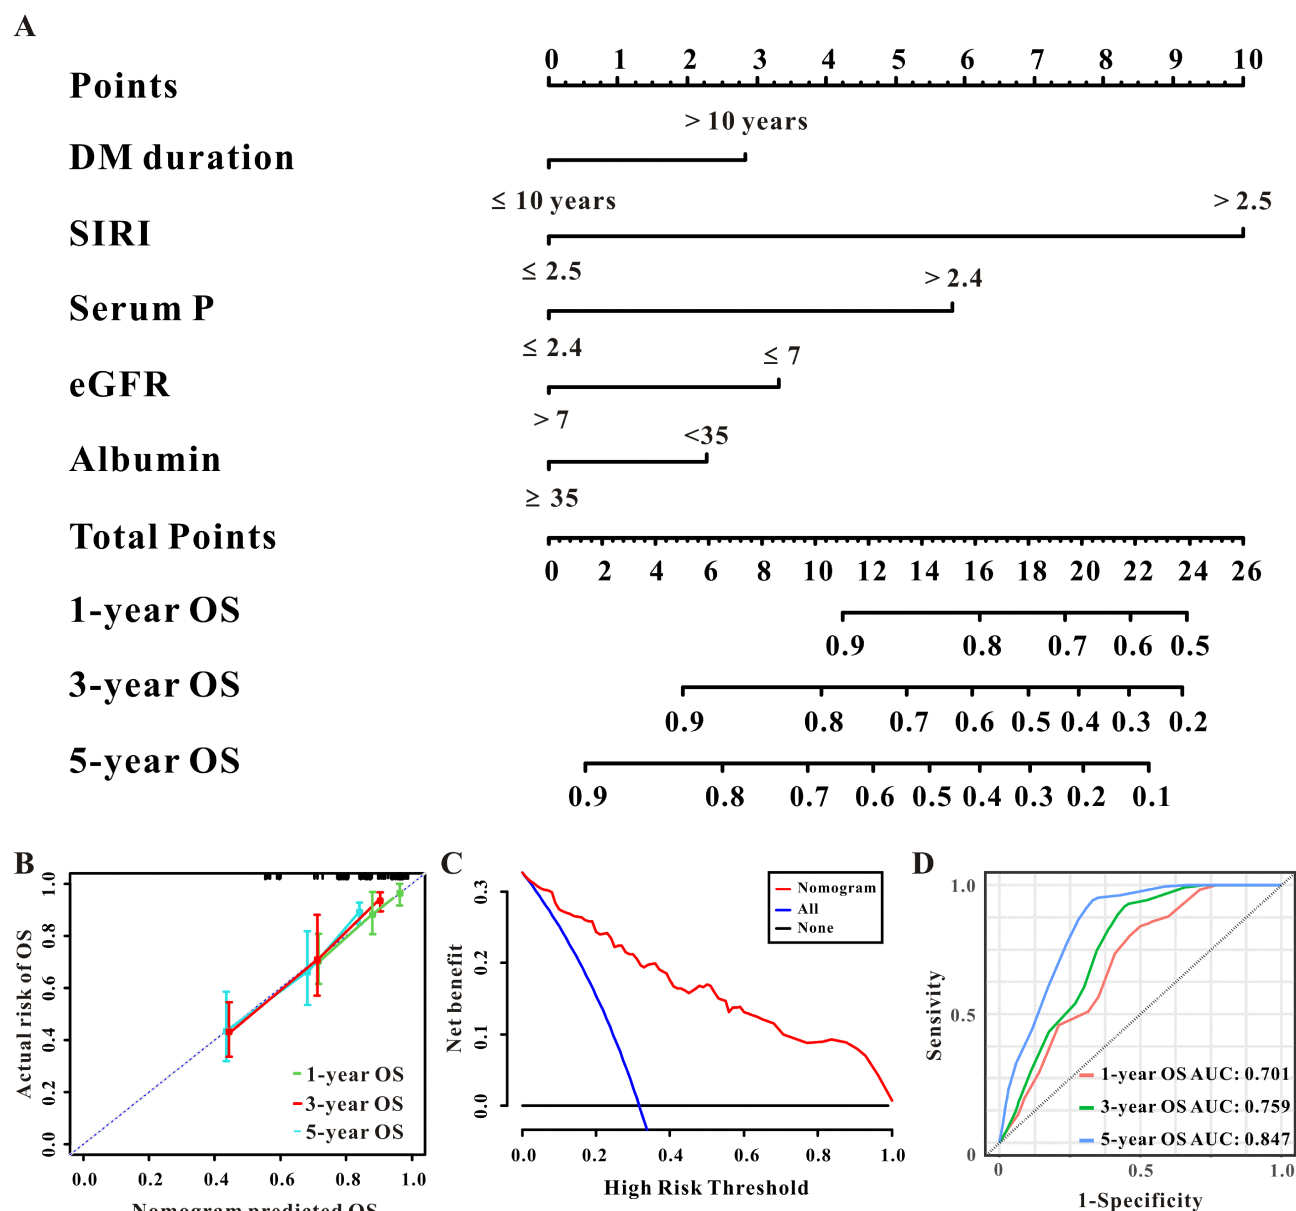 A
Points
0 1 2 3 4 5 6 7 8 9 10
> 10 years
DM duration
≤ 10 years
> 2.5
SIRI
≤ 2.5
> 2.4
Serum P
≤ 2.4
≤ 7
eGFR
> 7
<35
Albumin
≥ 35
Total Points
0 2 4 6 8 10 12 14 16 18 20 22 24 26
1-year OS
0.9 0.8 0.7 0.6 0.5
3-year OS
0.9 0.8 0.7 0.6 0.5 0.4 0.3 0.2
5-year OS
0.9 0.8 0.7 0.6 0.5 0.4 0.3 0.2 0.1
B
Actual risk of OS
1.0
0.8
0.6
0.4
0.2
0.0
1-year OS
3-year OS
5-year OS
0.0 0.2 0.4 0.6 0.8 1.0
Nomogram predicted OS
C
Net benefit
0.3
0.2
0.1
0.0
Nomogram
All
None
0.0 0.2 0.4 0.6 0.8 1.0
High Risk Threshold
D
Sensivity
1.0
0.5
0
1-year OS AUC: 0.701
3-year OS AUC: 0.759
5-year OS AUC: 0.847
0 0.5 1.0
1-Specificity